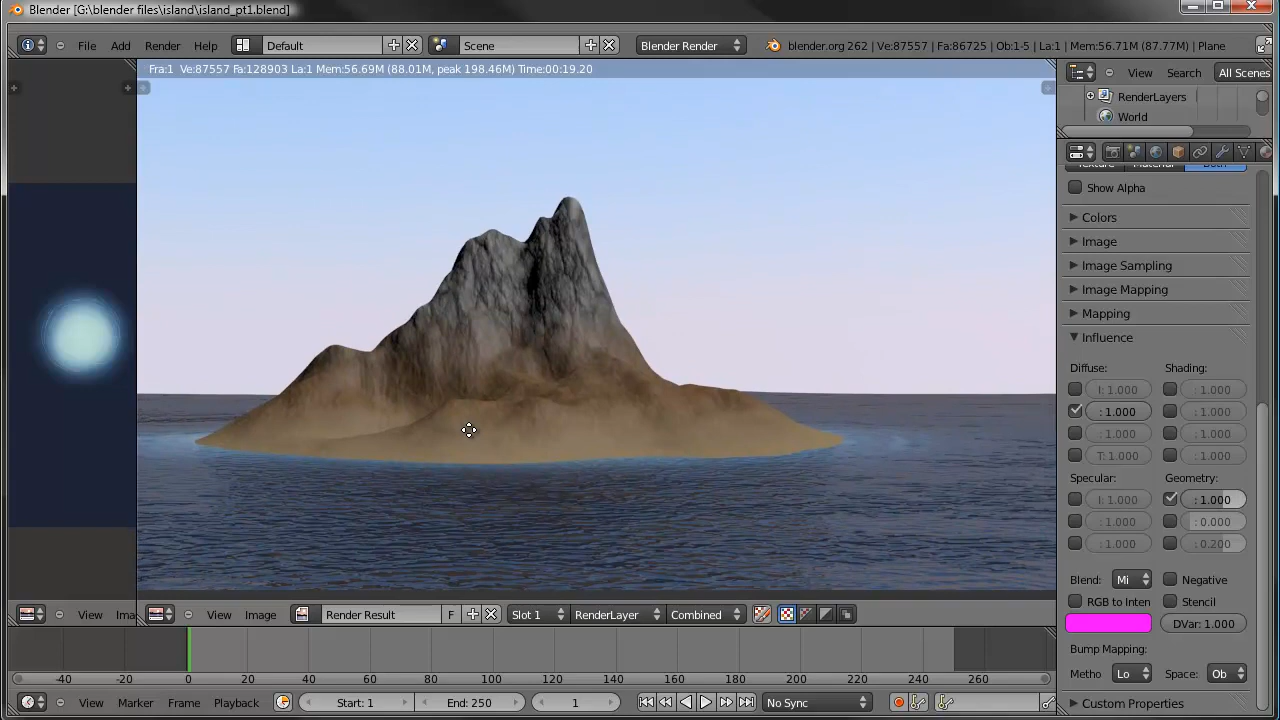 Blender [G:\blender files\island\island_pt1.blend]
File Add Render Help Default Scene Blender Render blender.org 262 | Ve:87557 | Fa:86725 | Ob:1-5 | La:1 | Mem:56.71M (87.77M) | Plane
Fra:1 Ve:87557 Fa:128903 La:1 Mem:56.69M (88.01M, peak 198.46M) Time:00:19.20
View Search All Scenes
RenderLayers
World
Show Alpha
Colors
Image
Image Sampling
Image Mapping
Mapping
Influence
Diffuse: Shading:
I: 1.000 : 1.000
: 1.000 : 1.000
: 1.000 : 1.000
T: 1.000 : 1.000
Specular: Geometry:
I: 1.000 : 1.000
: 1.000 : 0.000
: 1.000 : 0.200
Blend: Mi Negative
RGB to Inten Stencil
DVar: 1.000
Bump Mapping:
Metho Lo Space: Ob
Custom Properties
View Ima View Image Render Result F Slot 1 RenderLayer Combined
-40 -20 0 20 40 60 80 100 120 140 160 180 200 220 240 260
View Marker Frame Playback Start: 1 End: 250 1 No Sync